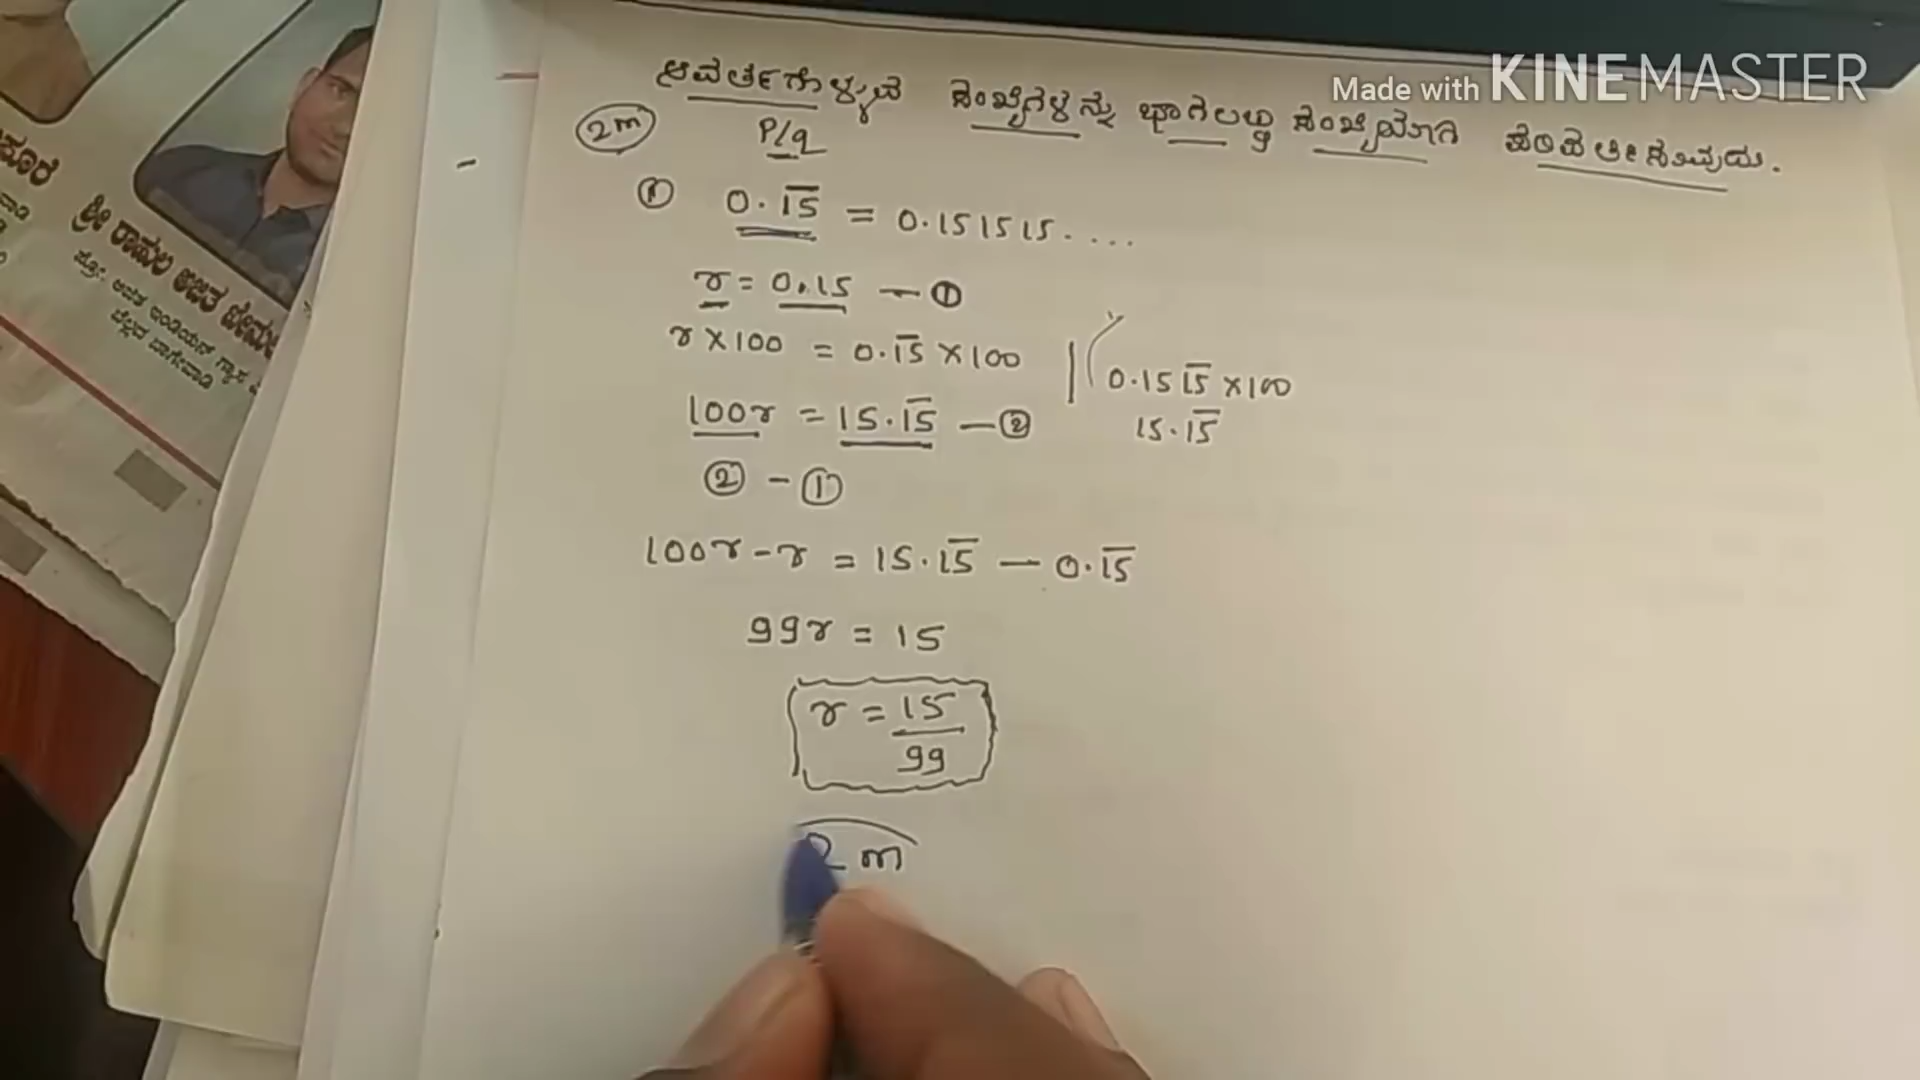 Made with KINEMASTER
ಆವರ್ತಗೊಳ್ಳುವ ಸಂಖ್ಯೆಗಳನ್ನು ಭಾಗಲಬ್ಧ ಸಂಖ್ಯೆಯಾಗಿ ಪರಿವರ್ತಿಸುವುದು.
2m P/q
① 0.1̅5̅ = 0.151515....
r = 0.15 — ①
r×100 = 0.1̅5̅ ×100
0.151̅5̅ ×100
100r = 15.1̅5̅ — ②
15.1̅5̅
② - ①
100r - r = 15.1̅5̅ — 0.1̅5̅
99r = 15
r = 15/99
2 m
ಶ್ರೀ ರಾಹುಲ